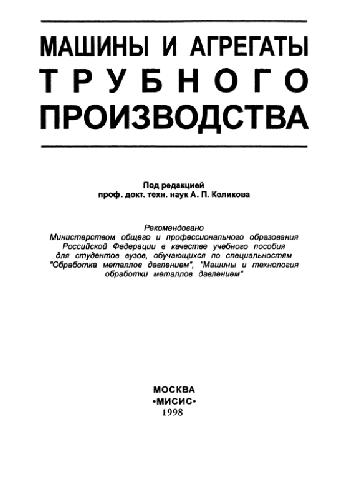 МАШИНЫ И АГРЕГАТЫ
ТРУБНОГО
ПРОИЗВОДСТВА
Под редакцией
проф. докт. техн. наук А. П. Коликова
Рекомендовано
Министерством общего и профессионального образования
Российской Федерации в качестве учебного пособия
для студентов вузов, обучающихся по специальностям
"Обработка металлов давлением", "Машины и технология
обработки металлов давлением"
МОСКВА
•МИСИС•
1998